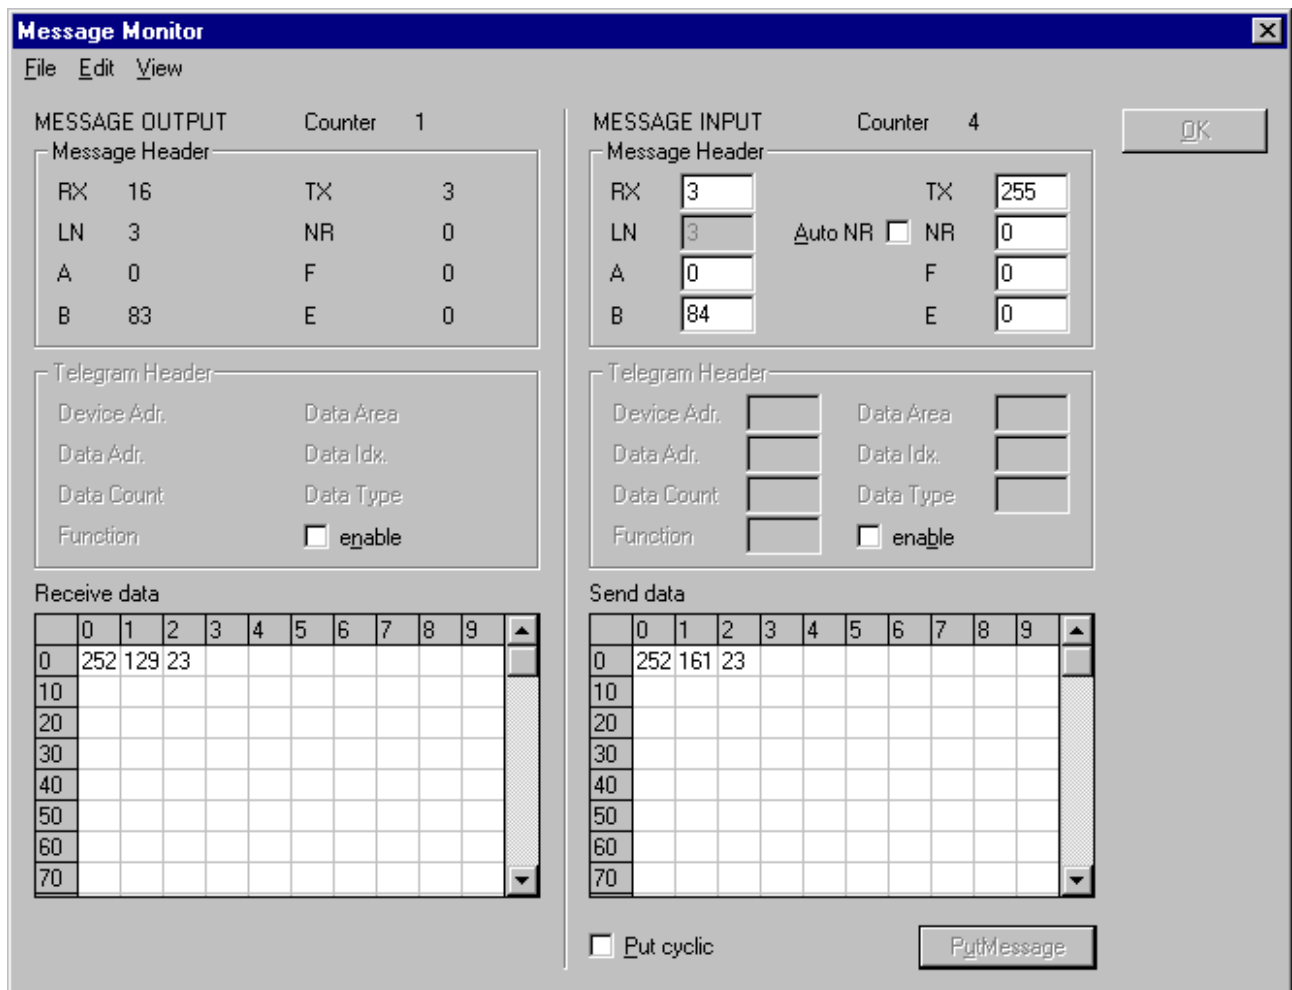 Message Monitor
File Edit View
MESSAGE OUTPUT Counter 1
Message Header
RX 16 TX 3
LN 3 NR 0
A 0 F 0
B 83 E 0
Telegram Header
Device Adr. Data Area
Data Adr. Data Idx.
Data Count Data Type
Function enable
Receive data
0 1 2 3 4 5 6 7 8 9
0 252 129 23
10
20
30
40
50
60
70
MESSAGE INPUT Counter 4
Message Header
RX 3 TX 255
LN 3 Auto NR NR 0
A 0 F 0
B 84 E 0
Telegram Header
Device Adr. Data Area
Data Adr. Data Idx.
Data Count Data Type
Function enable
Send data
0 1 2 3 4 5 6 7 8 9
0 252 161 23
10
20
30
40
50
60
70
Put cyclic PutMessage
OK